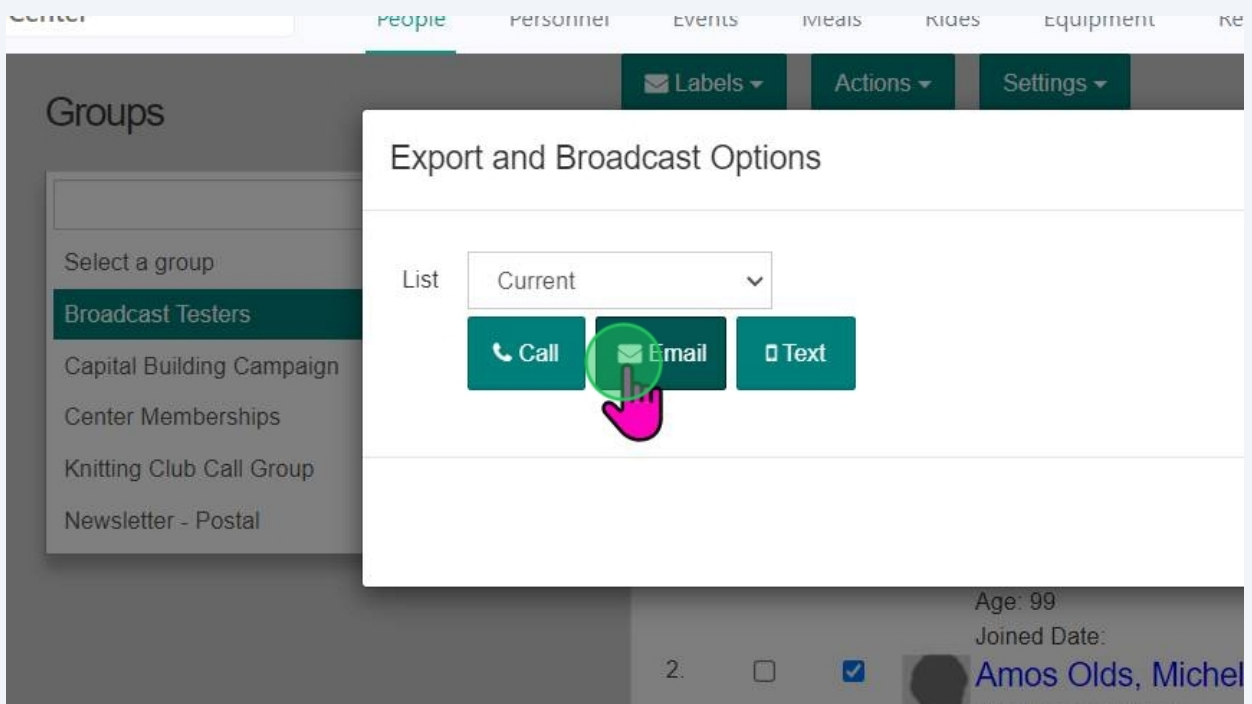 Center
People Personnel Events Meals Rides Equipment
Labels Actions Settings
Groups
Export and Broadcast Options
Select a group
Broadcast Testers
Capital Building Campaign
Center Memberships
Knitting Club Call Group
Newsletter - Postal
List Current
Call Email Text
Age: 99
Joined Date:
2.
Amos Olds, Michel